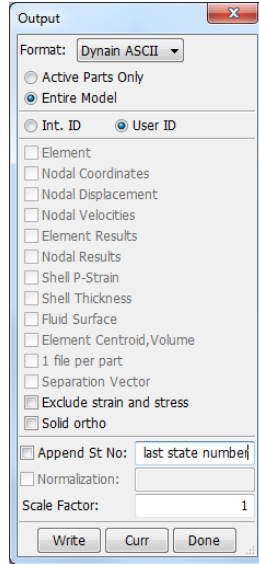 Output
Format: Dynain ASCII
Active Parts Only
Entire Model
Int. ID User ID
Element
Nodal Coordinates
Nodal Displacement
Nodal Velocities
Element Results
Nodal Results
Shell P-Strain
Shell Thickness
Fluid Surface
Element Centroid,Volume
1 file per part
Separation Vector
Exclude strain and stress
Solid ortho
Append St No: last state number
Normalization:
Scale Factor: 1
Write Curr Done